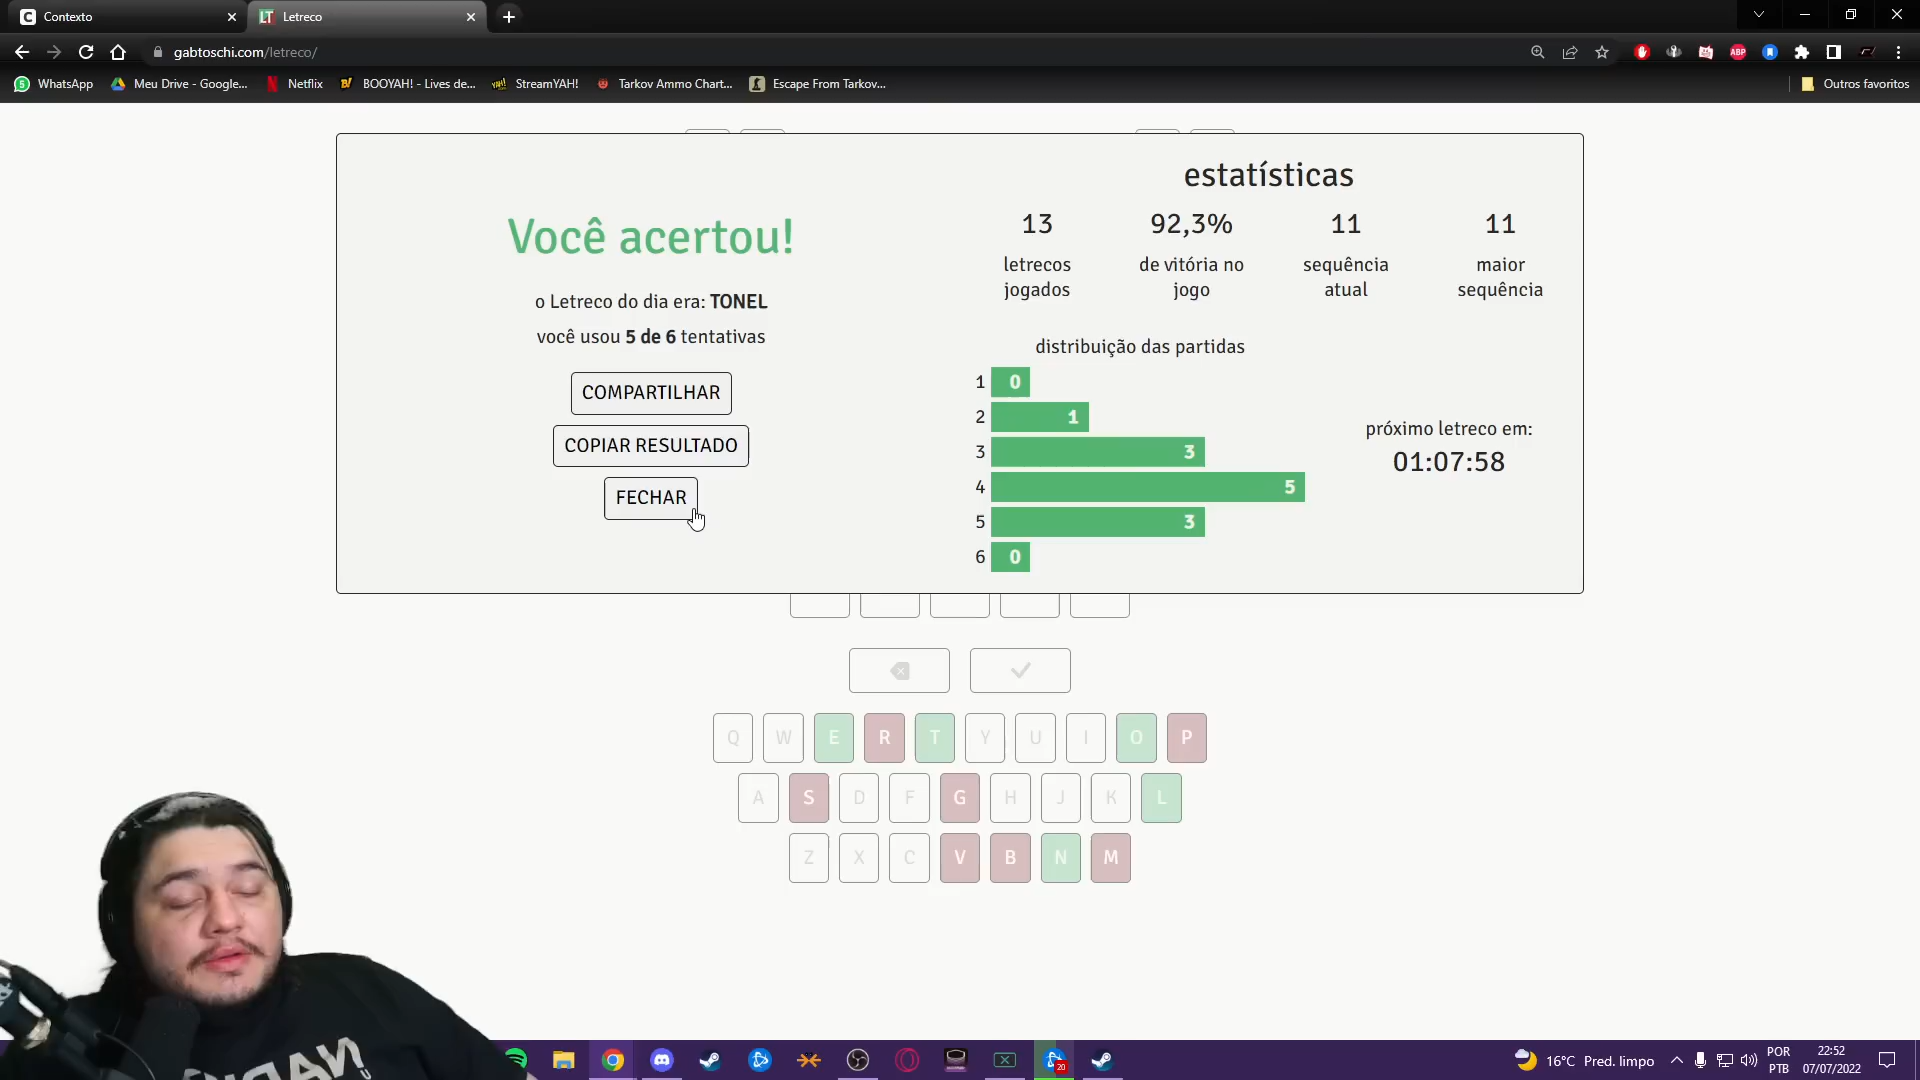 Contexto
Letreco
gabtoschi.com/letreco/
WhatsApp
Meu Drive - Google...
Netflix
BOOYAH! - Lives de...
StreamYAH!
Tarkov Ammo Chart...
Escape From Tarkov...
Outros favoritos
Você acertou!
o Letreco do dia era: TONEL
você usou 5 de 6 tentativas
COMPARTILHAR
COPIAR RESULTADO
FECHAR
estatísticas
13
letrecos
jogados
92,3%
de vitória no
jogo
11
sequência
atual
11
maior
sequência
distribuição das partidas
1 0
2 1
3 3
4 5
5 3
6 0
próximo letreco em:
01:07:58
Q W E R T Y U I O P
A S D F G H J K L
Z X C V B N M
16°C Pred. limpo
POR
PTB
22:52
07/07/2022
20
ABP